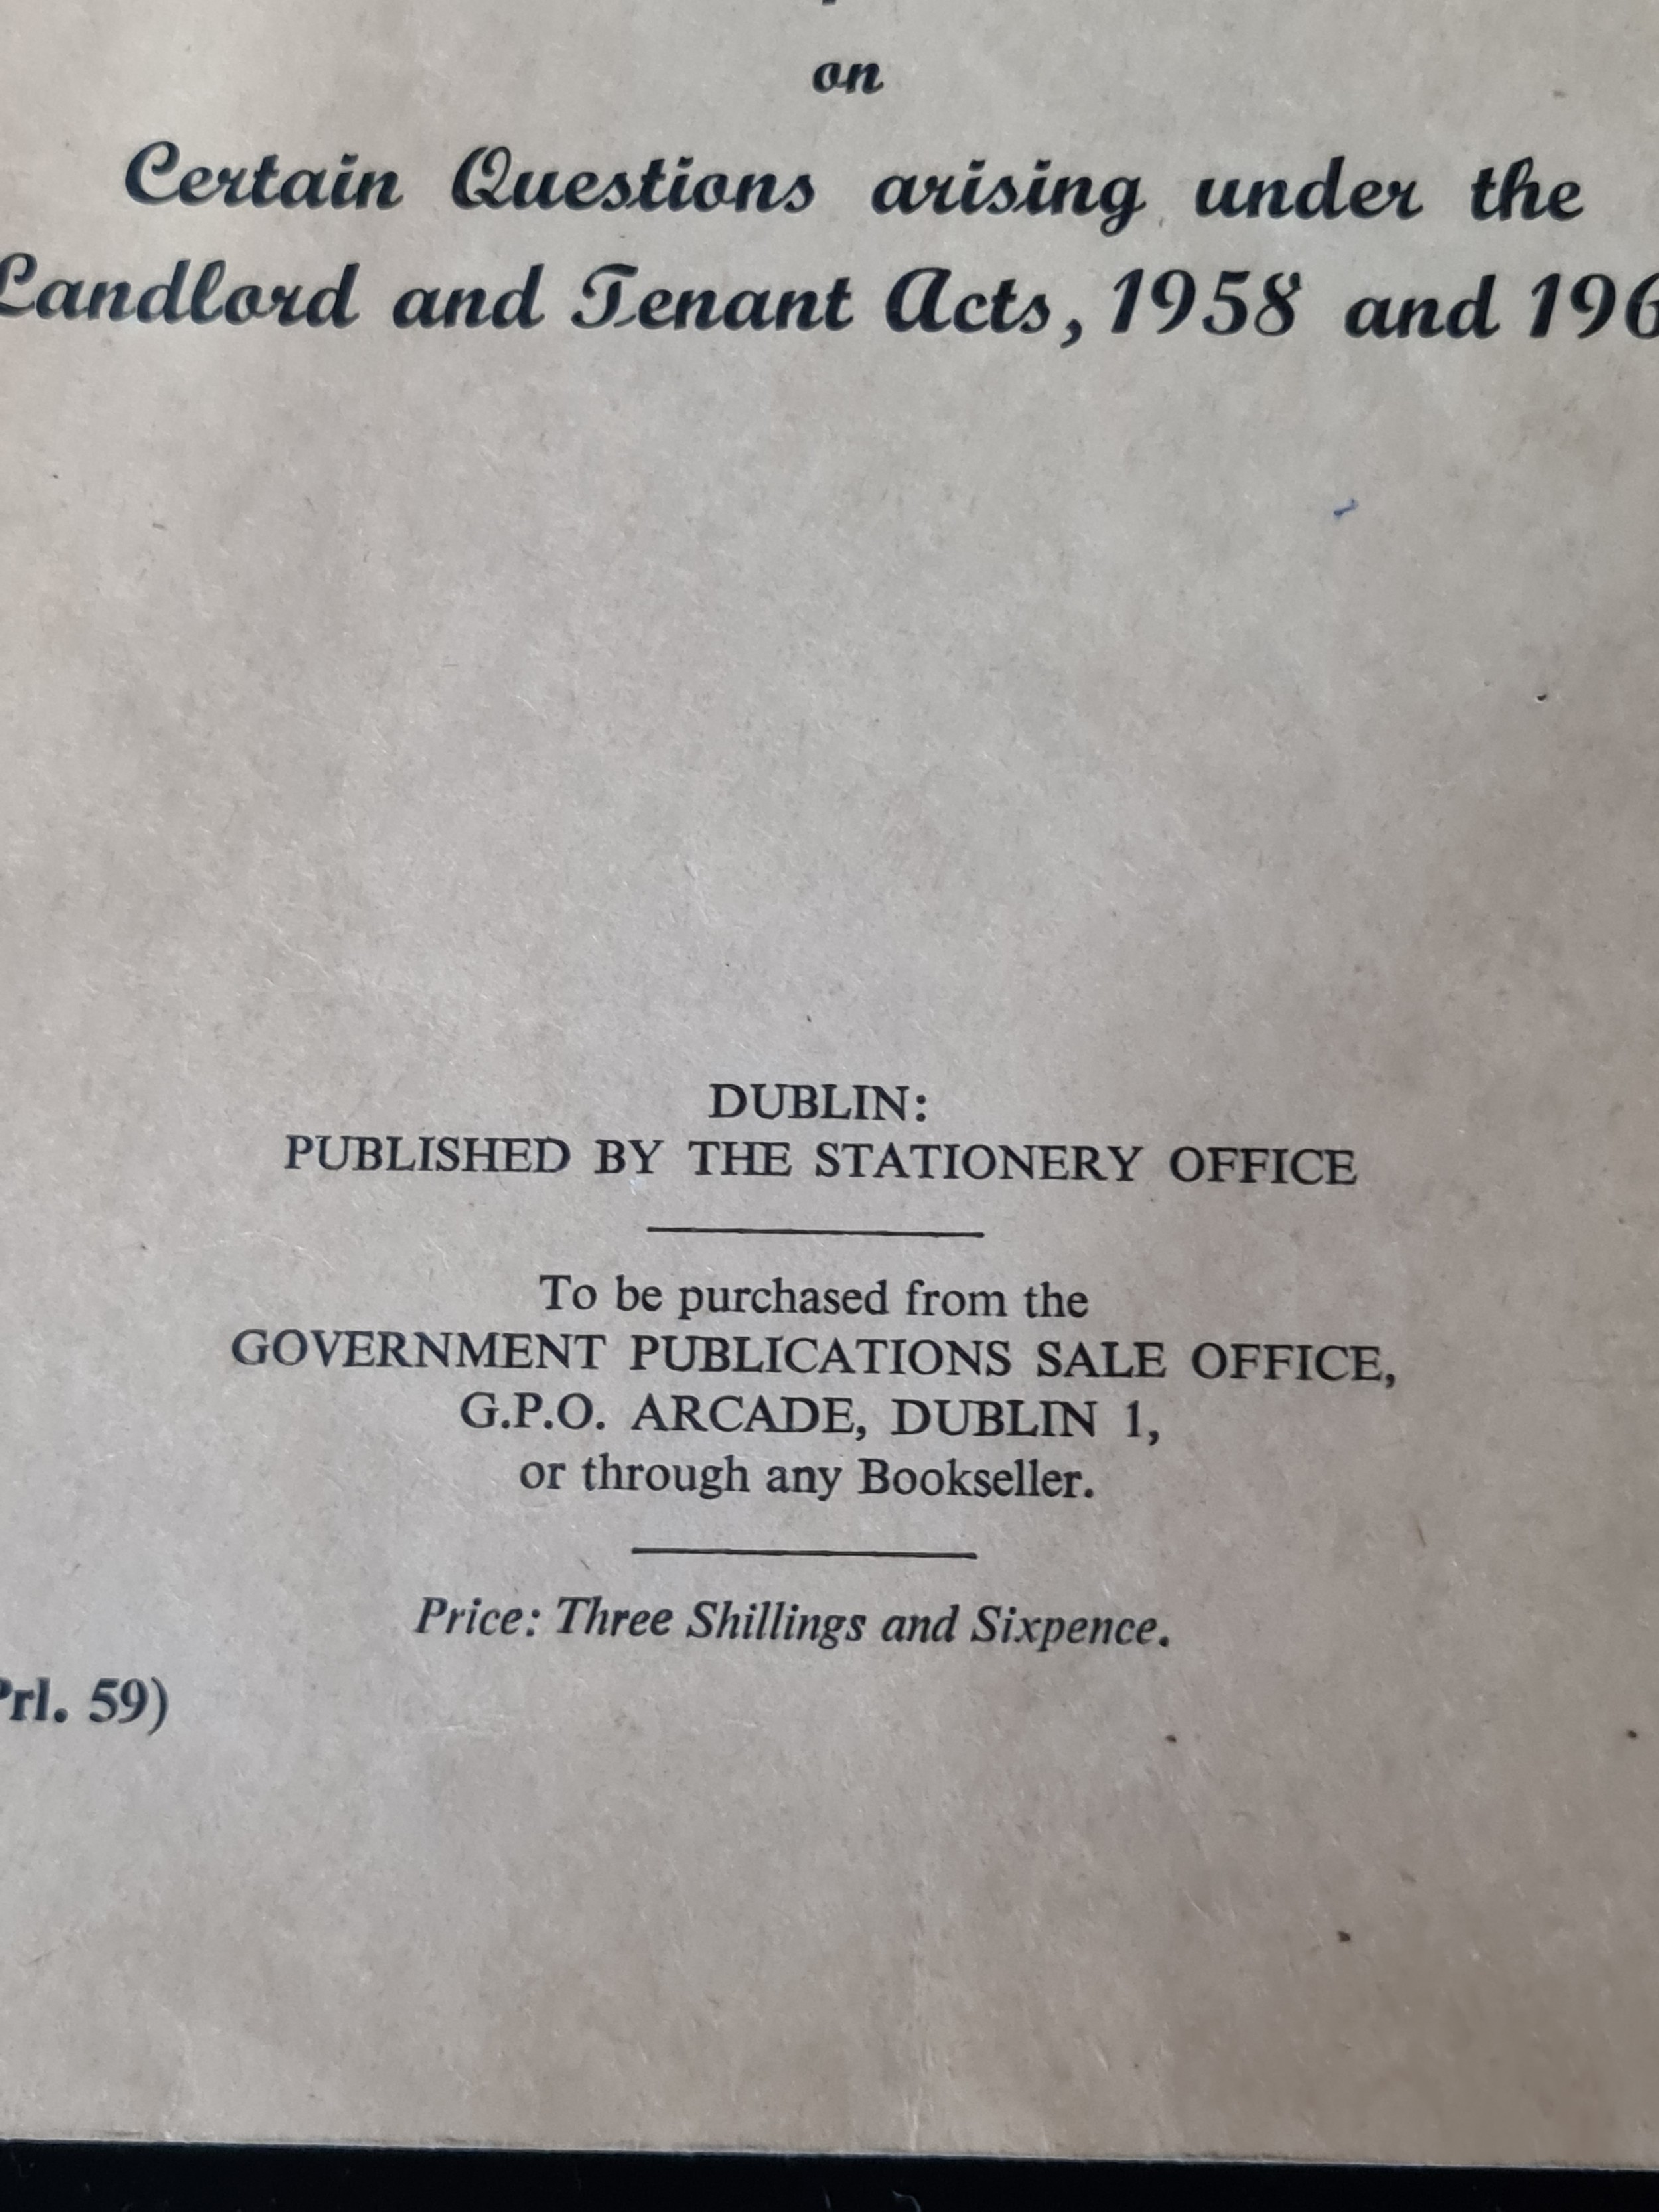 on
Certain Questions arising under the
Landlord and Tenant Acts, 1958 and 196
DUBLIN:
PUBLISHED BY THE STATIONERY OFFICE
To be purchased from the
GOVERNMENT PUBLICATIONS SALE OFFICE,
G.P.O. ARCADE, DUBLIN 1,
or through any Bookseller.
Price: Three Shillings and Sixpence.
Prl. 59)